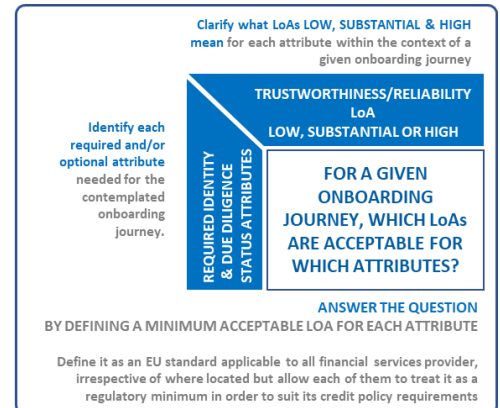 Clarify what LoAs LOW, SUBSTANTIAL & HIGH
mean for each attribute within the context of a
given onboarding journey
TRUSTWORTHINESS/RELIABILITY
LoA
LOW, SUBSTANTIAL OR HIGH
Identify each
required and/or
optional attribute
needed for the
contemplated
onboarding
journey.
REQUIRED IDENTITY
& DUE DILIGENCE
STATUS ATTRIBUTES
FOR A GIVEN
ONBOARDING
JOURNEY, WHICH LoAs
ARE ACCEPTABLE FOR
WHICH ATTRIBUTES?
ANSWER THE QUESTION
BY DEFINING A MINIMUM ACCEPTABLE LOA FOR EACH ATTRIBUTE
Define it as an EU standard applicable to all financial services provider,
irrespective of where located but allow each of them to treat it as a
regulatory minimum in order to suit its credit policy requirements